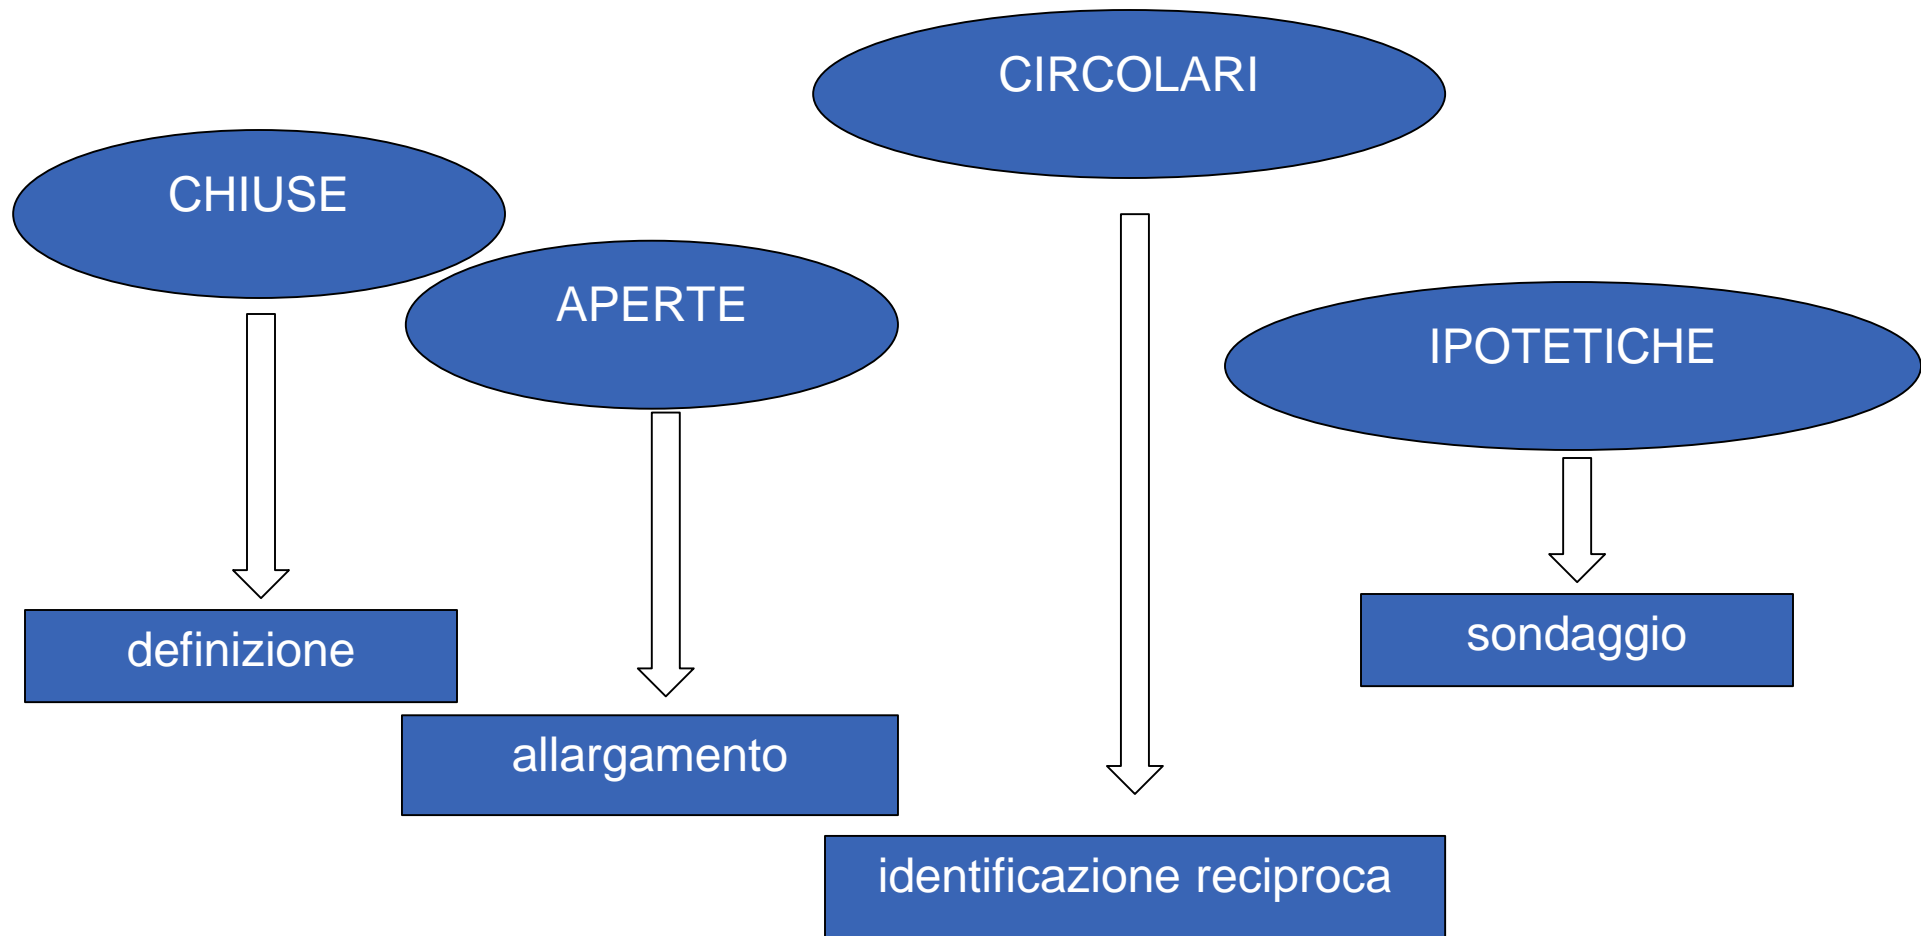 CIRCOLARI
CHIUSE
APERTE
IPOTETICHE
definizione
sondaggio
allargamento
identificazione reciproca